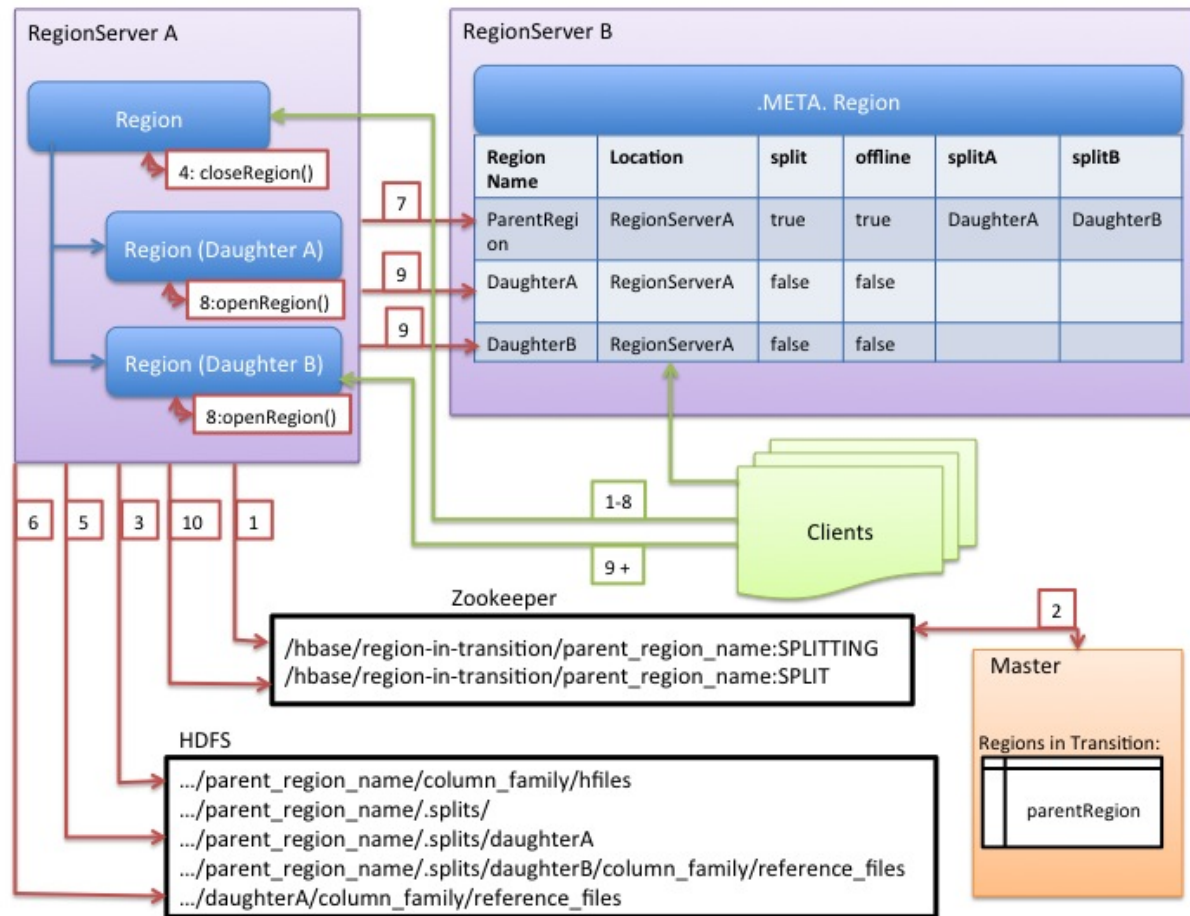 RegionServer A
Region
4: closeRegion()
Region (Daughter A)
8:openRegion()
Region (Daughter B)
8:openRegion()
7
9
9
RegionServer B
.META. Region
Region Name Location split offline splitA splitB
ParentRegi
on RegionServerA true true DaughterA DaughterB
DaughterA RegionServerA false false
DaughterB RegionServerA false false
6 5 3 10 1
1-8
9 +
Clients
Zookeeper
/hbase/region-in-transition/parent_region_name:SPLITTING
/hbase/region-in-transition/parent_region_name:SPLIT
2
Master
Regions in Transition:
parentRegion
HDFS
.../parent_region_name/column_family/hfiles
.../parent_region_name/.splits/
.../parent_region_name/.splits/daughterA
.../parent_region_name/.splits/daughterB/column_family/reference_files
.../daughterA/column_family/reference_files